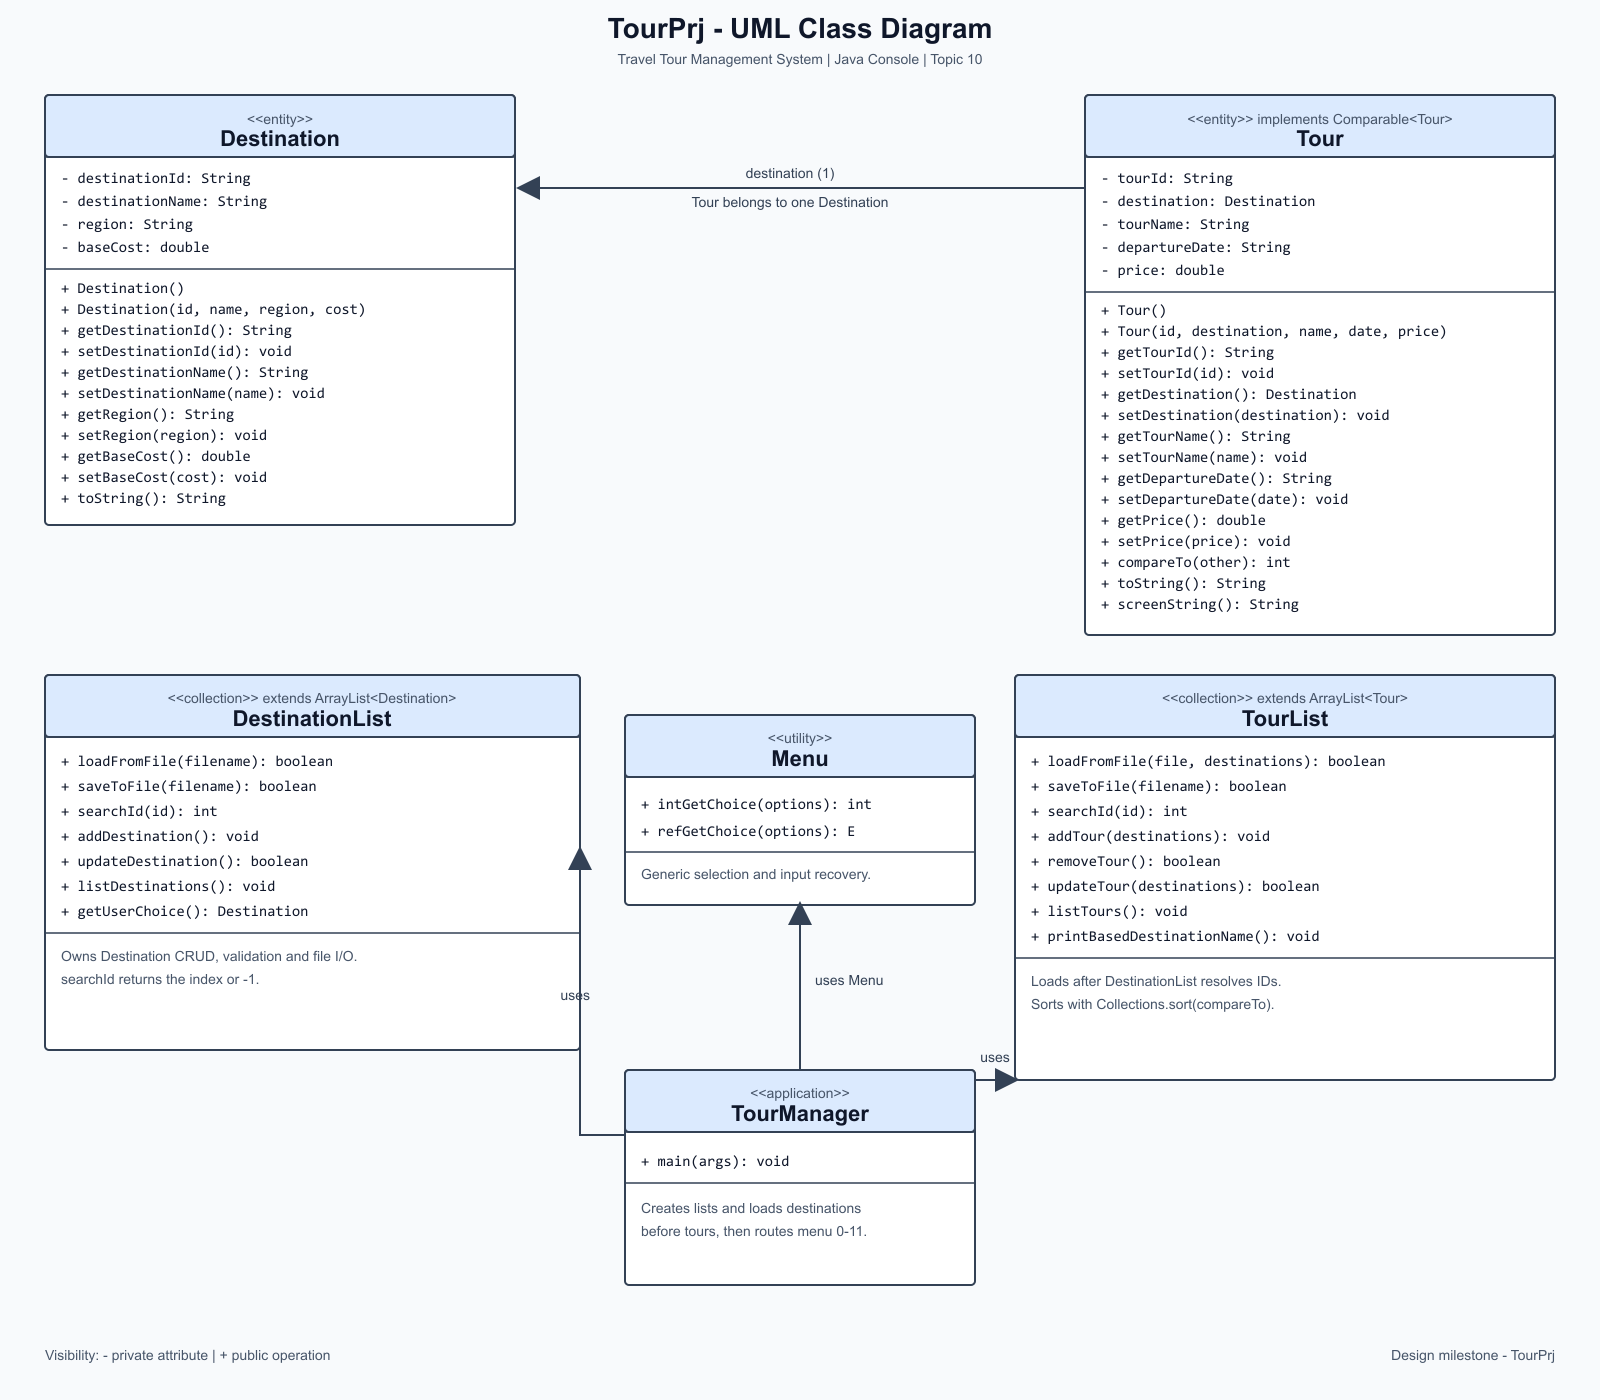 TourPrj - UML Class Diagram
Travel Tour Management System | Java Console | Topic 10
<<entity>>
Destination
- destinationId: String
- destinationName: String
- region: String
- baseCost: double
+ Destination()
+ Destination(id, name, region, cost)
+ getDestinationId(): String
+ setDestinationId(id): void
+ getDestinationName(): String
+ setDestinationName(name): void
+ getRegion(): String
+ setRegion(region): void
+ getBaseCost(): double
+ setBaseCost(cost): void
+ toString(): String
destination (1)
Tour belongs to one Destination
<<entity>> implements Comparable<Tour>
Tour
- tourId: String
- destination: Destination
- tourName: String
- departureDate: String
- price: double
+ Tour()
+ Tour(id, destination, name, date, price)
+ getTourId(): String
+ setTourId(id): void
+ getDestination(): Destination
+ setDestination(destination): void
+ getTourName(): String
+ setTourName(name): void
+ getDepartureDate(): String
+ setDepartureDate(date): void
+ getPrice(): double
+ setPrice(price): void
+ compareTo(other): int
+ toString(): String
+ screenString(): String
<<collection>> extends ArrayList<Destination>
DestinationList
+ loadFromFile(filename): boolean
+ saveToFile(filename): boolean
+ searchId(id): int
+ addDestination(): void
+ updateDestination(): boolean
+ listDestinations(): void
+ getUserChoice(): Destination
Owns Destination CRUD, validation and file I/O.
searchId returns the index or -1.
uses
<<utility>>
Menu
+ intGetChoice(options): int
+ refGetChoice(options): E
Generic selection and input recovery.
uses Menu
<<collection>> extends ArrayList<Tour>
TourList
+ loadFromFile(file, destinations): boolean
+ saveToFile(filename): boolean
+ searchId(id): int
+ addTour(destinations): void
+ removeTour(): boolean
+ updateTour(destinations): boolean
+ listTours(): void
+ printBasedDestinationName(): void
Loads after DestinationList resolves IDs.
Sorts with Collections.sort(compareTo).
uses
<<application>>
TourManager
+ main(args): void
Creates lists and loads destinations
before tours, then routes menu 0-11.
Visibility: - private attribute | + public operation
Design milestone - TourPrj